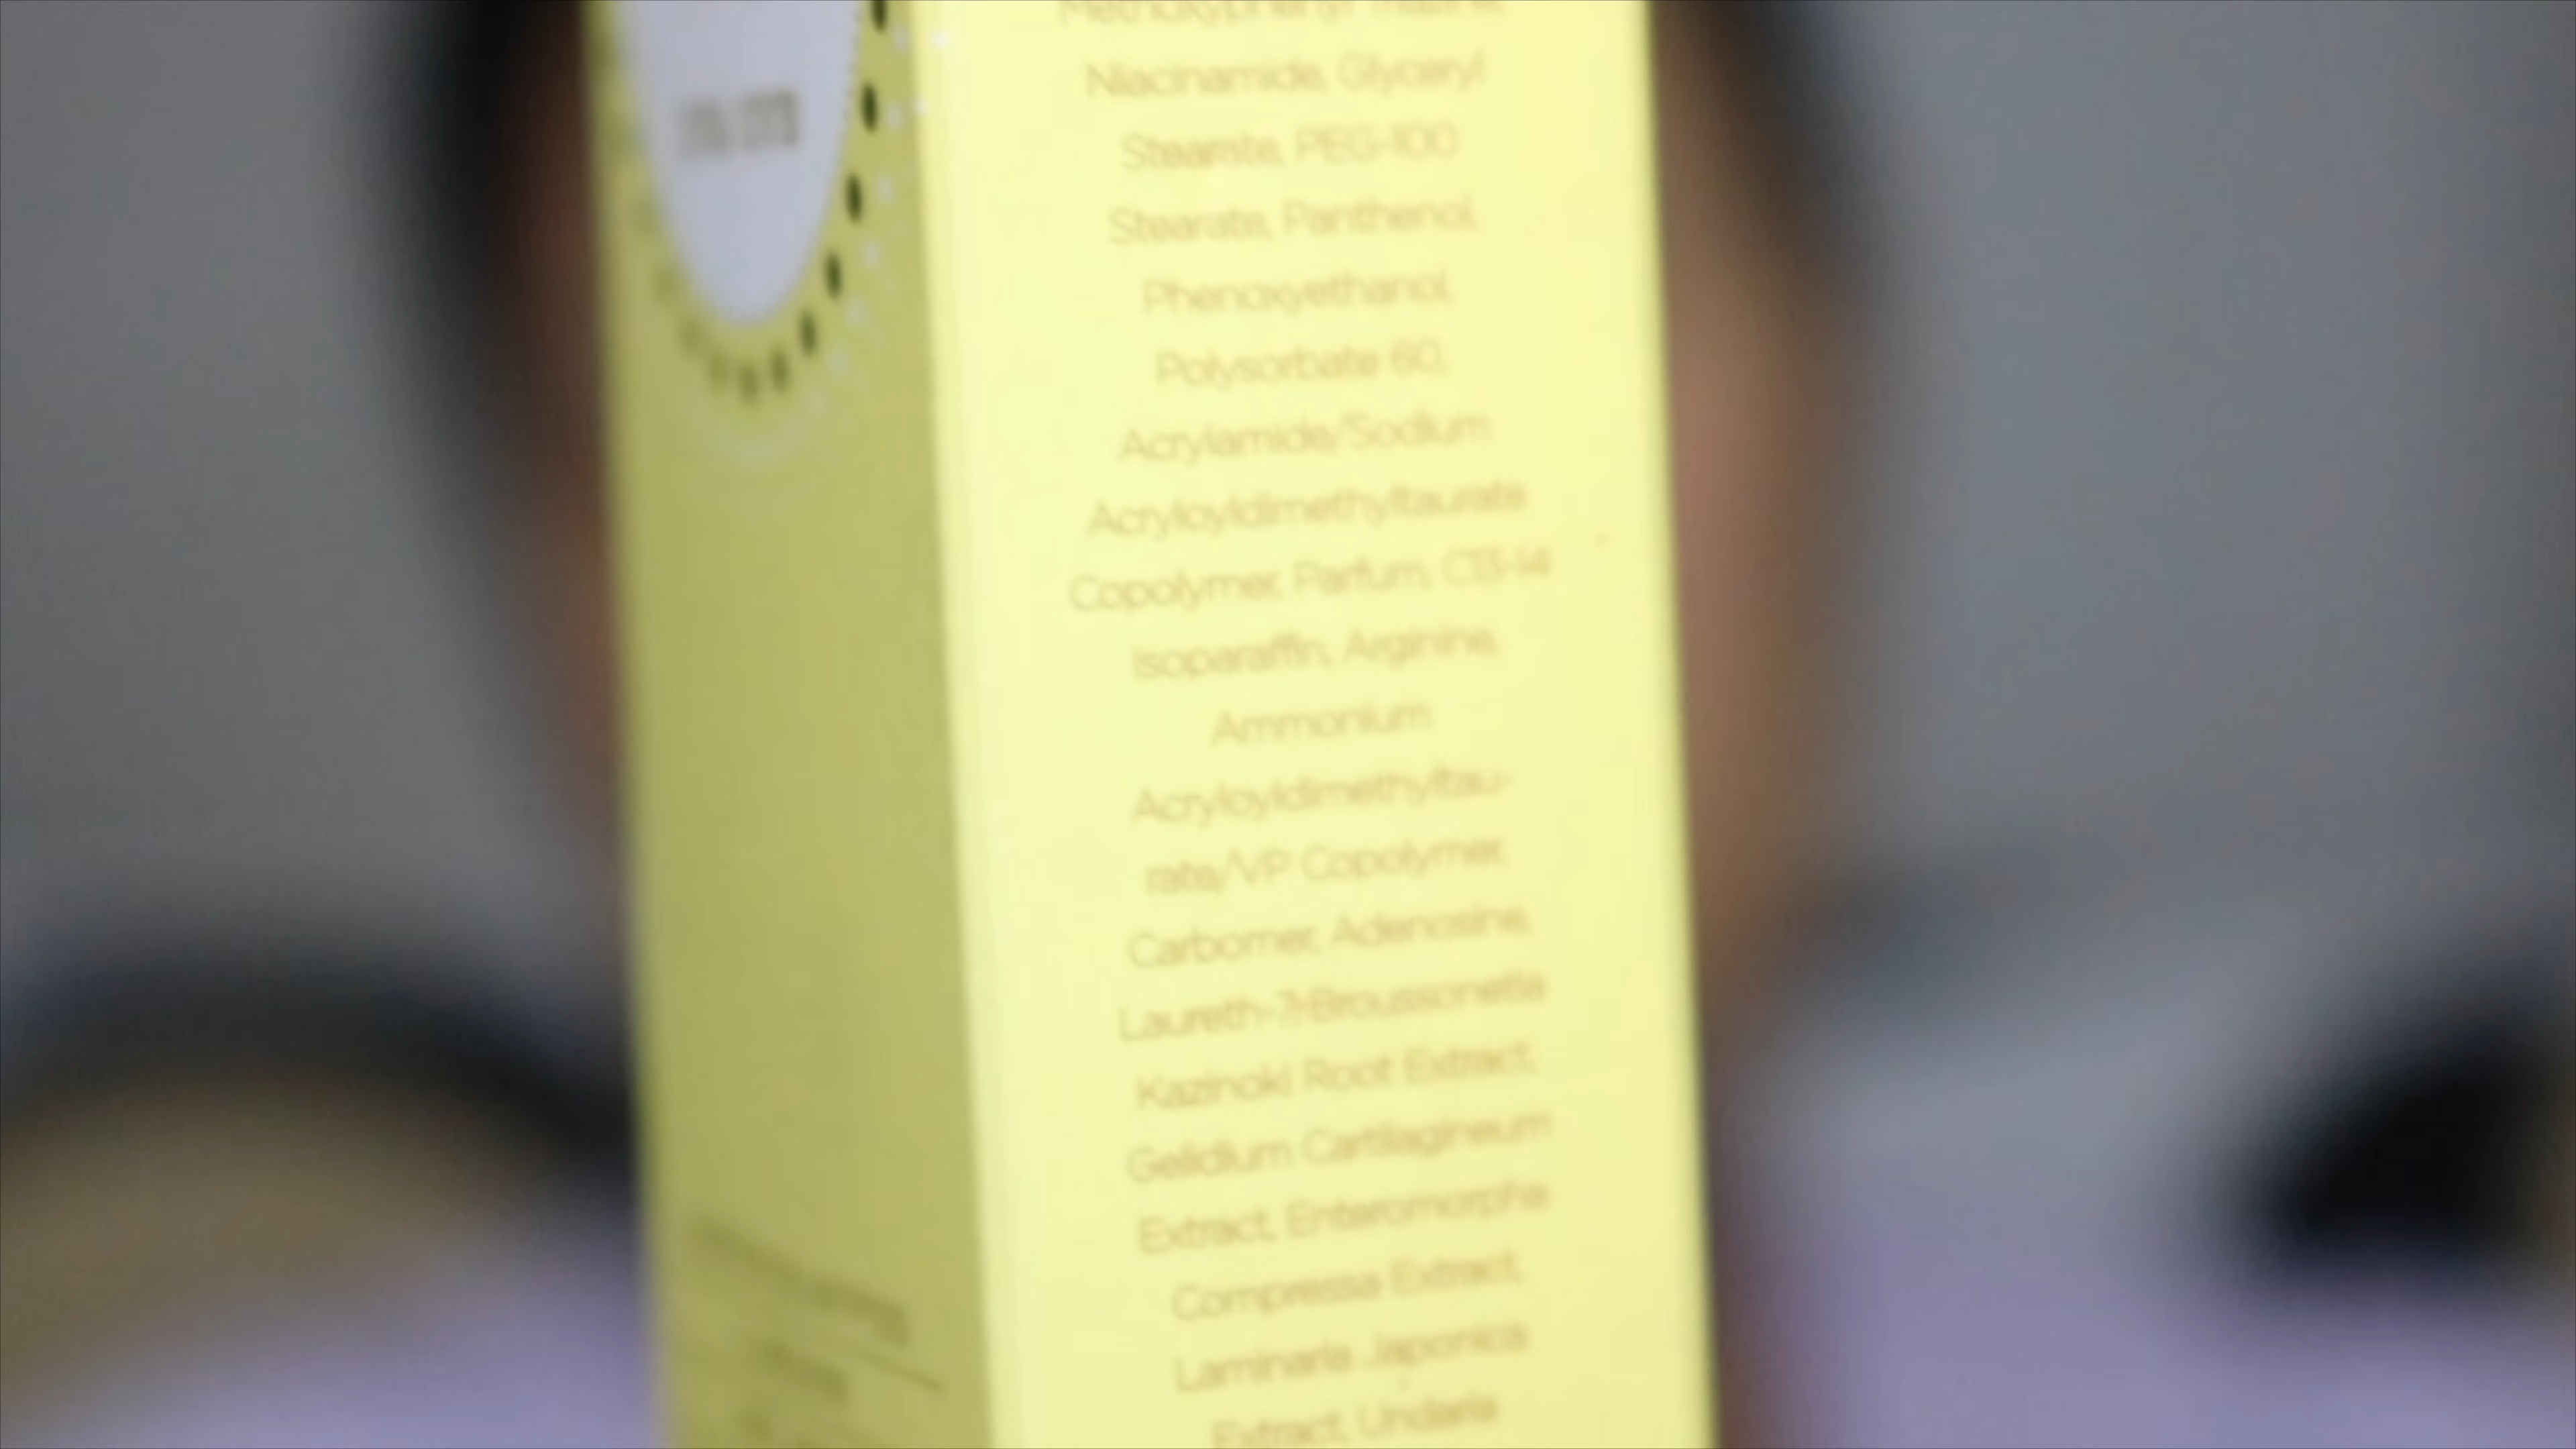 Methoxyphenyl Triazine
Niacinamide, Glyceryl
Stearate, PEG-100
Stearate, Panthenol,
Phenoxyethanol,
Polysorbate 60,
Acrylamide/Sodium
Acryloyldimethyltaurate
Copolymer, Parfum, C13-14
Isoparaffin, Arginine,
Ammonium
Acryloyldimethyltau-
rate/VP Copolymer,
Carbomer, Adenosine,
Laureth-7, Broussonetia
Kazinoki Root Extract,
Gelidium Cartilagineum
Extract, Enteromorpha
Compressa Extract,
Laminaria Japonica
Extract, Undaria